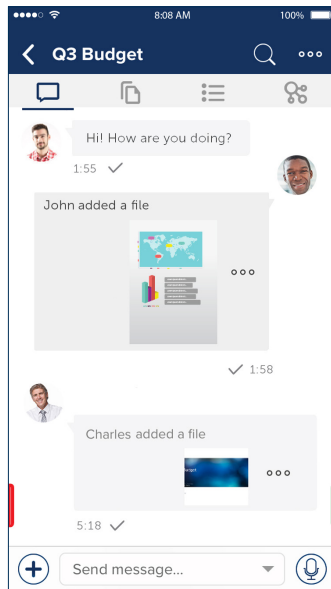 8:08 AM
100%
Q3 Budget
Hi! How are you doing?
1:55
John added a file
1:58
Charles added a file
udget
5:18
Send message...